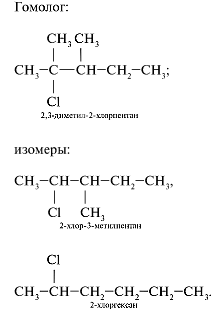 Гомолог:
CH₃ CH₃
| |
CH₃−C−CH−CH₂−CH₃;
|
Cl
2,3-диметил-2-хлорпентан
изомеры:
CH₃−CH−CH−CH₂−CH₃,
| |
Cl CH₃
2-хлор-3-метилпентан
Cl
|
CH₃−CH−CH₂−CH₂−CH₂−CH₃.
2-хлоргексан